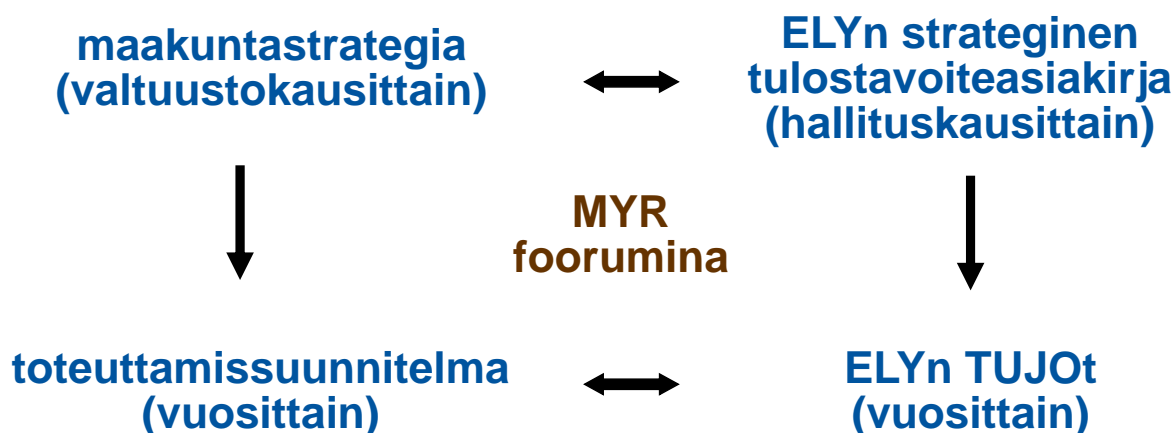 maakuntastrategia
(valtuustokausittain)
ELYn strateginen
tulostavoiteasiakirja
(hallituskausittain)
MYR
foorumina
toteuttamissuunnitelma
(vuosittain)
ELYn TUJOt
(vuosittain)